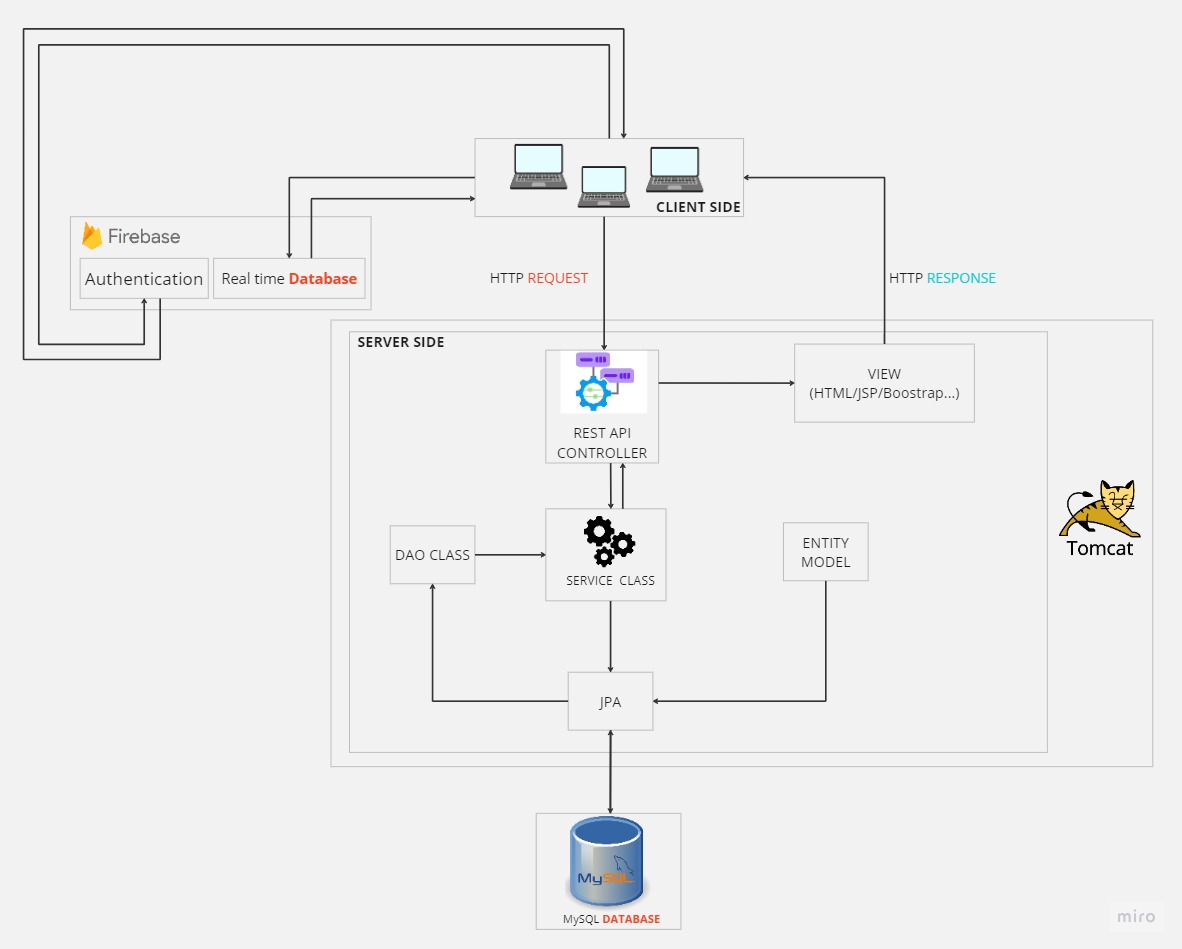 CLIENT SIDE
Firebase
Authentication
Real time Database
HTTP REQUEST
HTTP RESPONSE
SERVER SIDE
REST API
CONTROLLER
VIEW
(HTML/JSP/Boostrap...)
DAO CLASS
SERVICE CLASS
ENTITY
MODEL
Tomcat
JPA
MySQL
MySQL DATABASE
miro